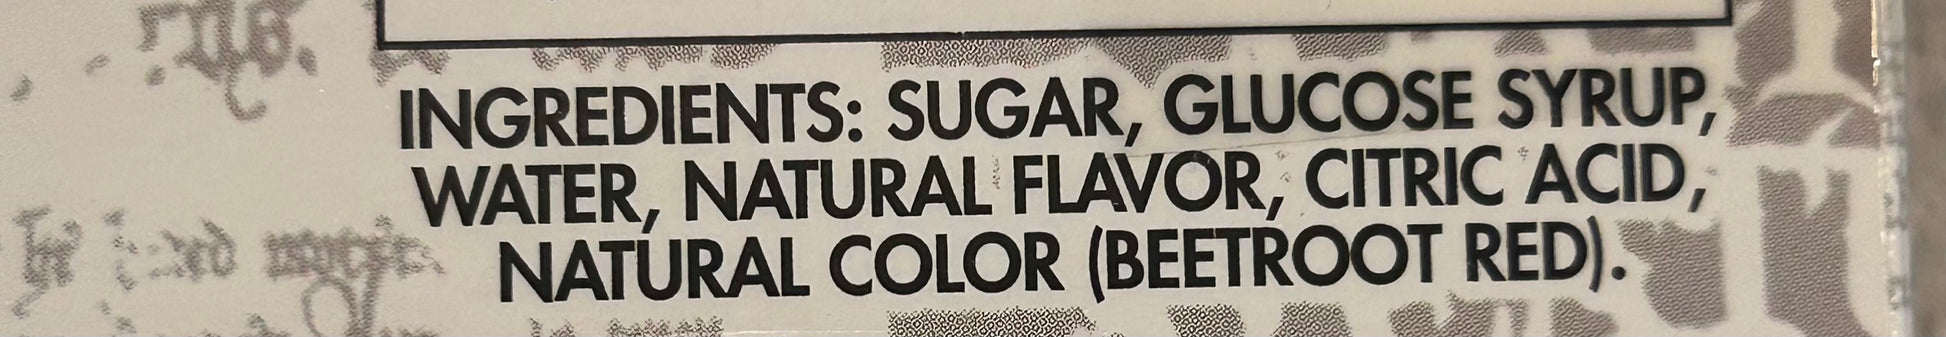 INGREDIENTS: SUGAR, GLUCOSE SYRUP,
WATER, NATURAL FLAVOR, CITRIC ACID,
NATURAL COLOR (BEETROOT RED).